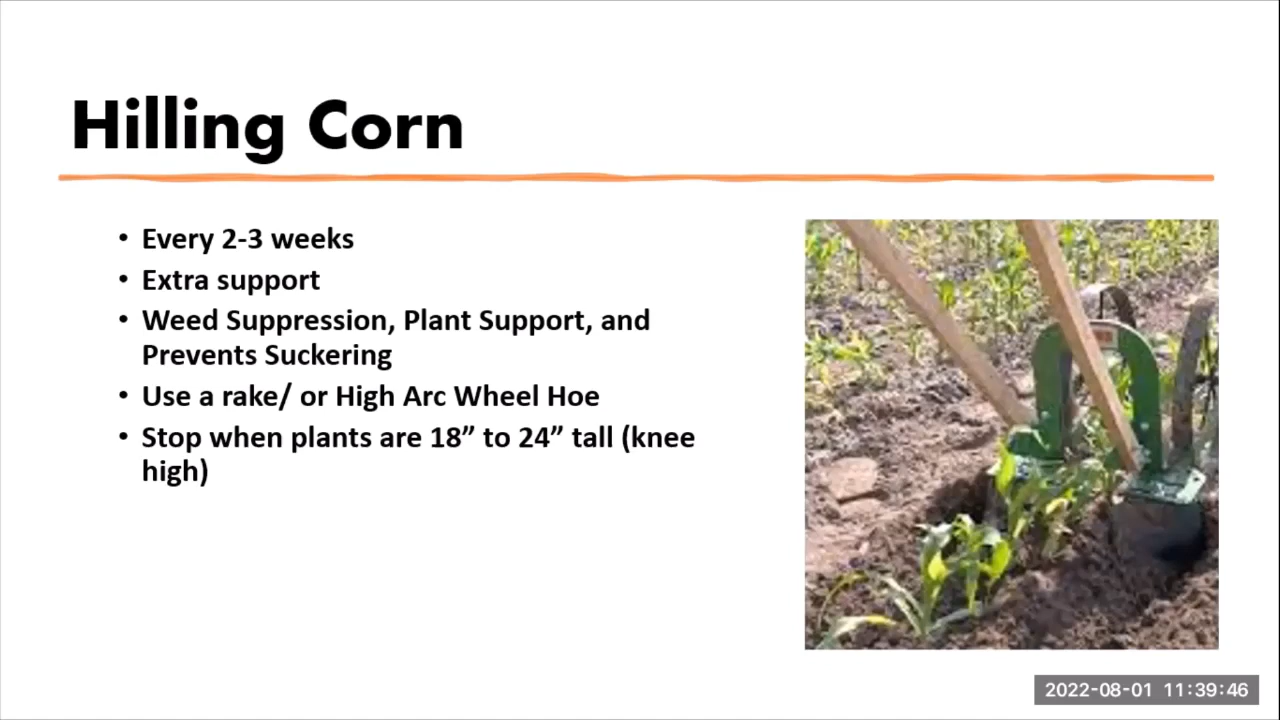 Hilling Corn
• Every 2-3 weeks
• Extra support
• Weed Suppression, Plant Support, and
Prevents Suckering
• Use a rake/ or High Arc Wheel Hoe
• Stop when plants are 18” to 24” tall (knee
high)
2022-08-01 11:39:46